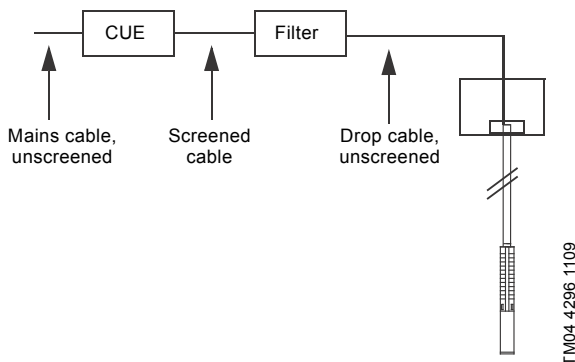 CUE
Filter
Mains cable,
unscreened
Screened
cable
Drop cable,
unscreened
TM04 4296 1109